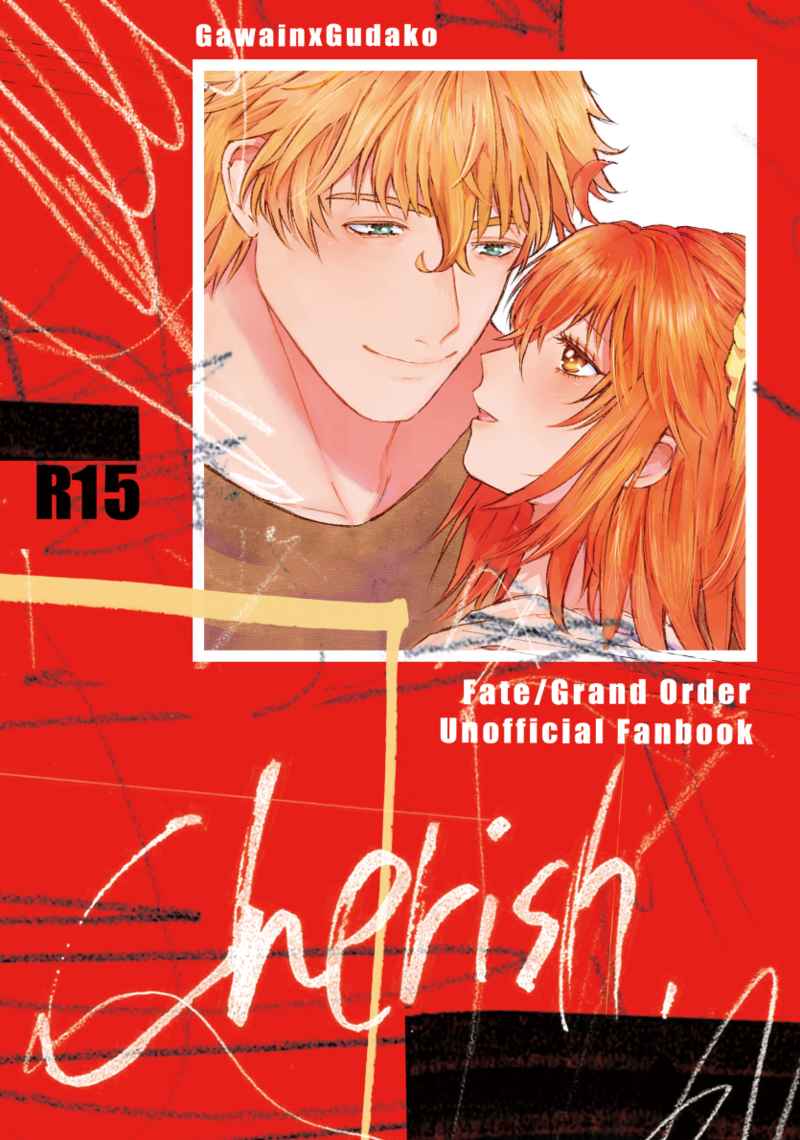 GawainxGudako
R15
Fate/Grand Order
Unofficial Fanbook
Cherish.